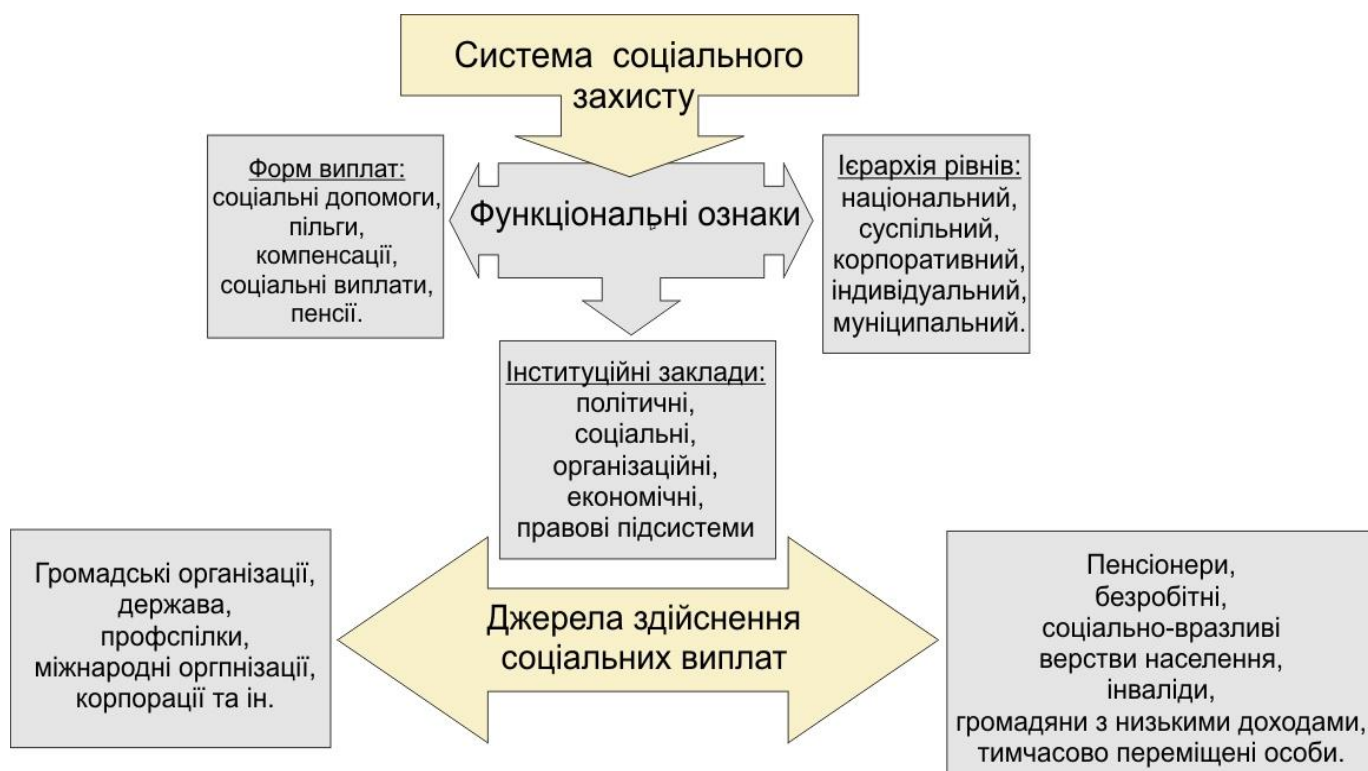 Система соціального
захисту
Форм виплат:
соціальні допомоги,
пільги,
компенсації,
соціальні виплати,
пенсії.
Функціональні ознаки
Ієрархія рівнів:
національний,
суспільний,
корпоративний,
індивідуальний,
муніципальний.
Інституційні заклади:
політичні,
соціальні,
організаційні,
економічні,
правові підсистеми
Громадські організації,
держава,
профспілки,
міжнародні оргпнізації,
корпорації та ін.
Джерела здійснення
соціальних виплат
Пенсіонери,
безробітні,
соціально-вразливі
верстви населення,
інваліди,
громадяни з низькими доходами,
тимчасово переміщені особи.